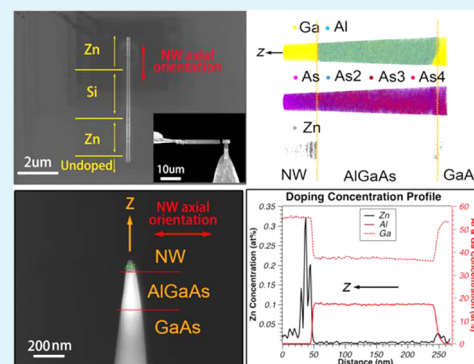 Zn
Si
Zn
Undoped
NW axial
orientation
2um
10um
Ga Al
Z
As As2 As3 As4
Zn
NW AlGaAs GaA
Z
NW axial
orientation
NW
AlGaAs
GaAs
200nm
Doping Concentration Profile
0.35
0.3
0.25
0.2
0.15
0.1
0.05
Zn Concentration (at%)
Zn
Al
Ga
Z
60
50
40
30
20
10
0
0 50 100 150 200 250
Distance (nm)